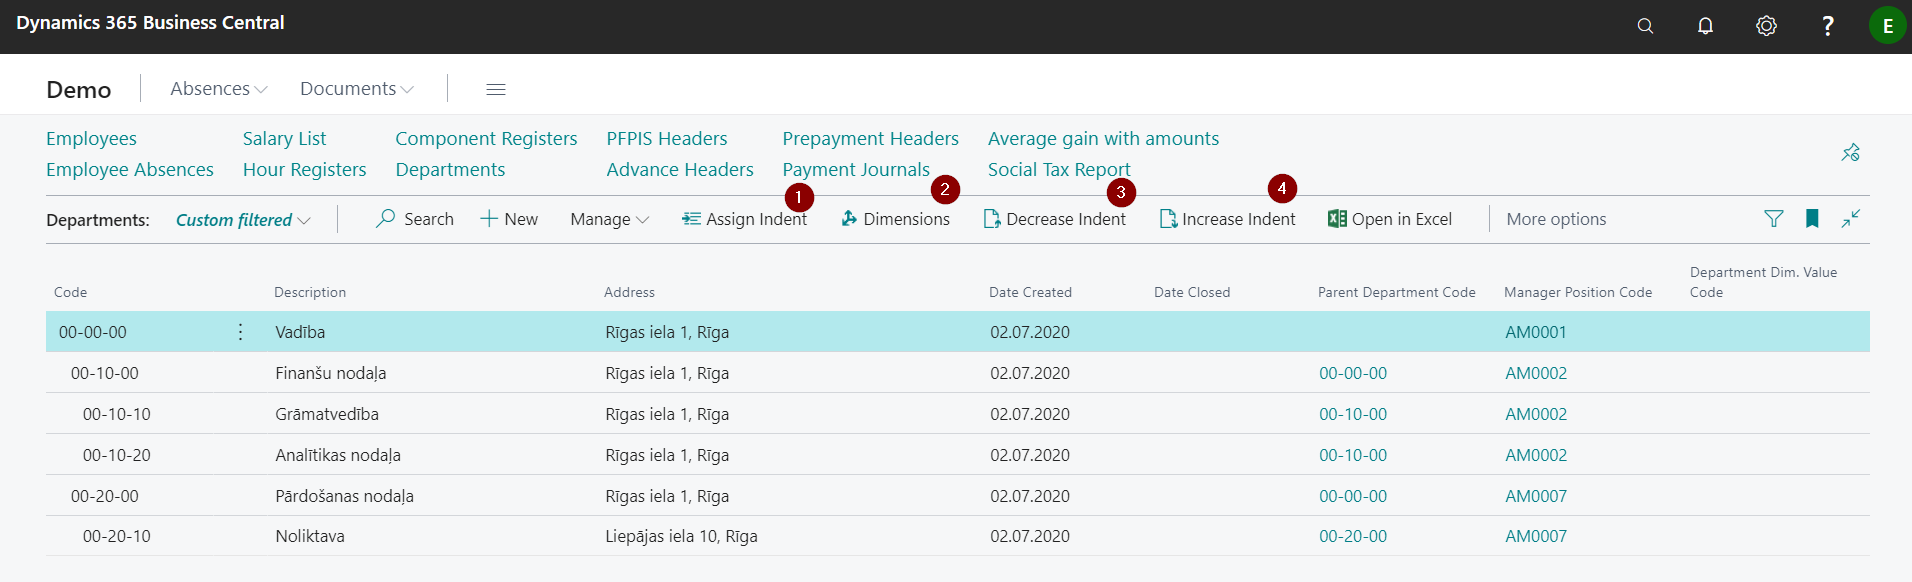 Dynamics 365 Business Central
? E
Demo Absences Documents
Employees Salary List Component Registers PFPIS Headers Prepayment Headers Average gain with amounts
Employee Absences Hour Registers Departments Advance Headers Payment Journals Social Tax Report
1 2 3 4
Departments: Custom filtered Search New Manage Assign Indent Dimensions Decrease Indent Increase Indent Open in Excel More options
Code Description Address Date Created Date Closed Parent Department Code Manager Position Code Department Dim. Value Code
00-00-00 Vadība Rīgas iela 1, Rīga 02.07.2020 AM0001
00-10-00 Finanšu nodaļa Rīgas iela 1, Rīga 02.07.2020 00-00-00 AM0002
00-10-10 Grāmatvedība Rīgas iela 1, Rīga 02.07.2020 00-10-00 AM0002
00-10-20 Analītikas nodaļa Rīgas iela 1, Rīga 02.07.2020 00-10-00 AM0002
00-20-00 Pārdošanas nodaļa Rīgas iela 1, Rīga 02.07.2020 00-00-00 AM0007
00-20-10 Noliktava Liepājas iela 10, Rīga 02.07.2020 00-20-00 AM0007